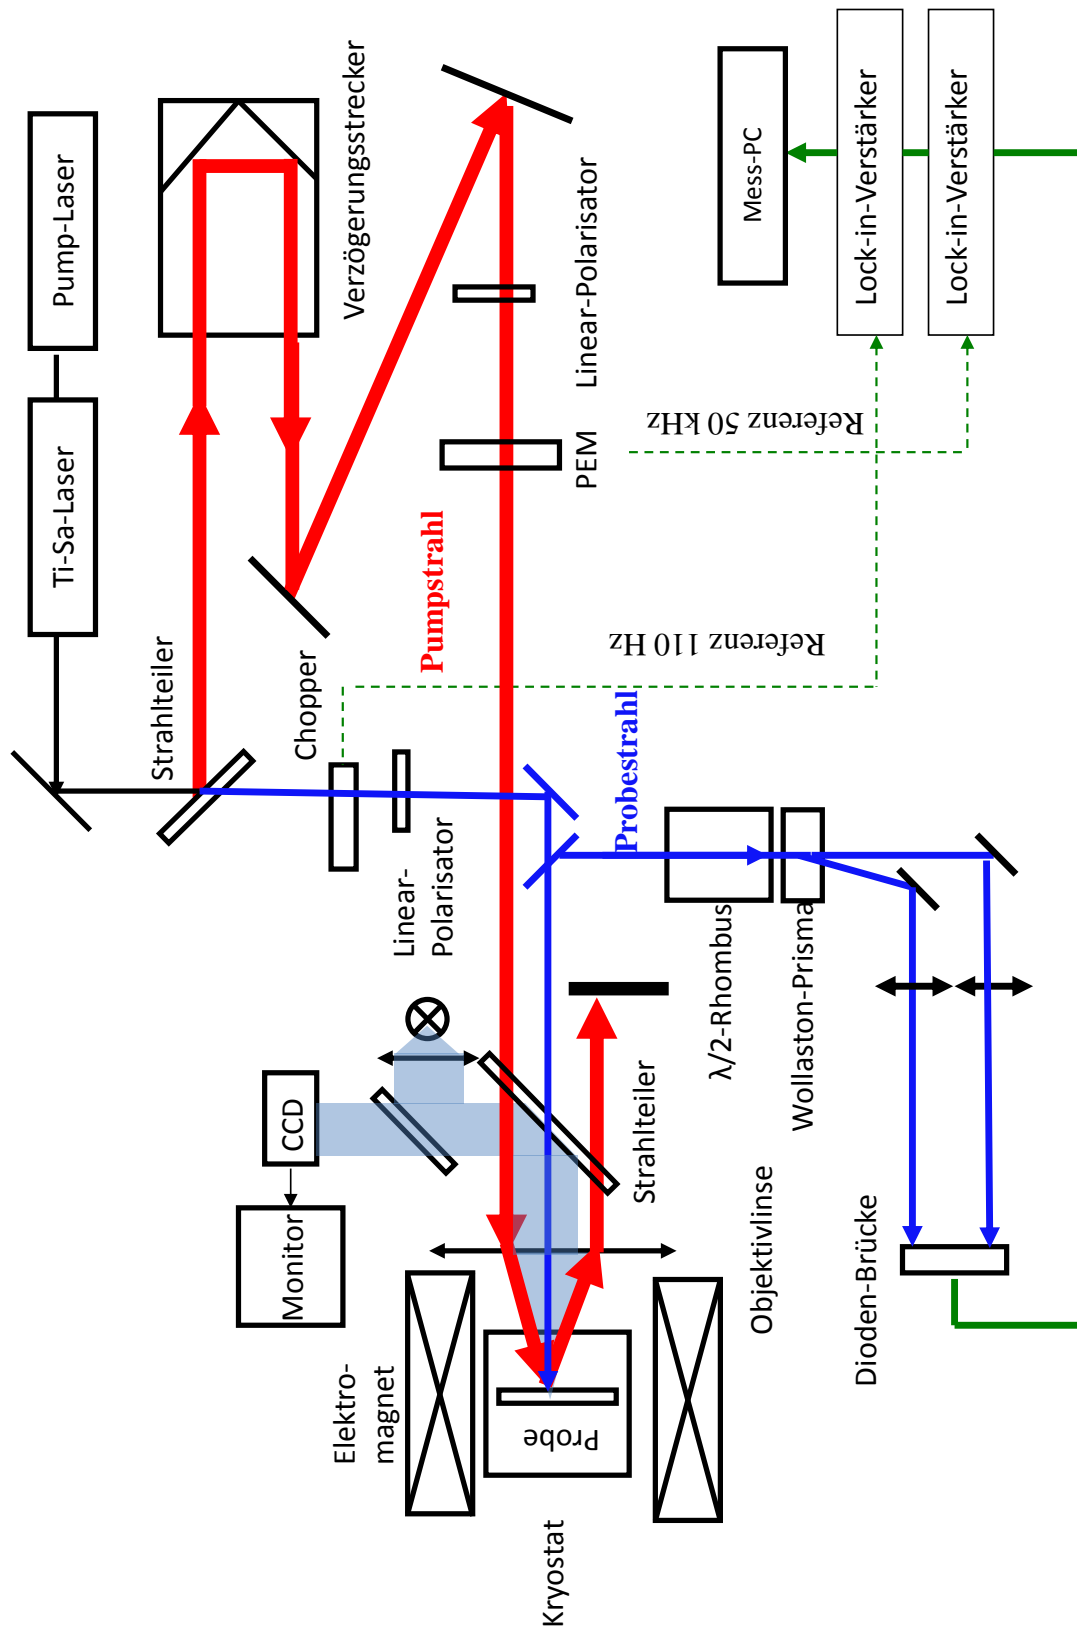 Pump-Laser
Ti-Sa-Laser
Verzögerungsstrecker
Strahlteiler
Chopper
Linear-Polarisator
PEM
Pumpstrahl
Mess-PC
Lock-in-Verstärker
Lock-in-Verstärker
Referenz 50 kHz
Referenz 110 Hz
Linear-
Polarisator
Probestrahl
λ/2-Rhombus
Wollaston-Prisma
CCD
Monitor
Strahlteiler
Objektivlinse
Dioden-Brücke
Elektro-
magnet
Probe
Kryostat